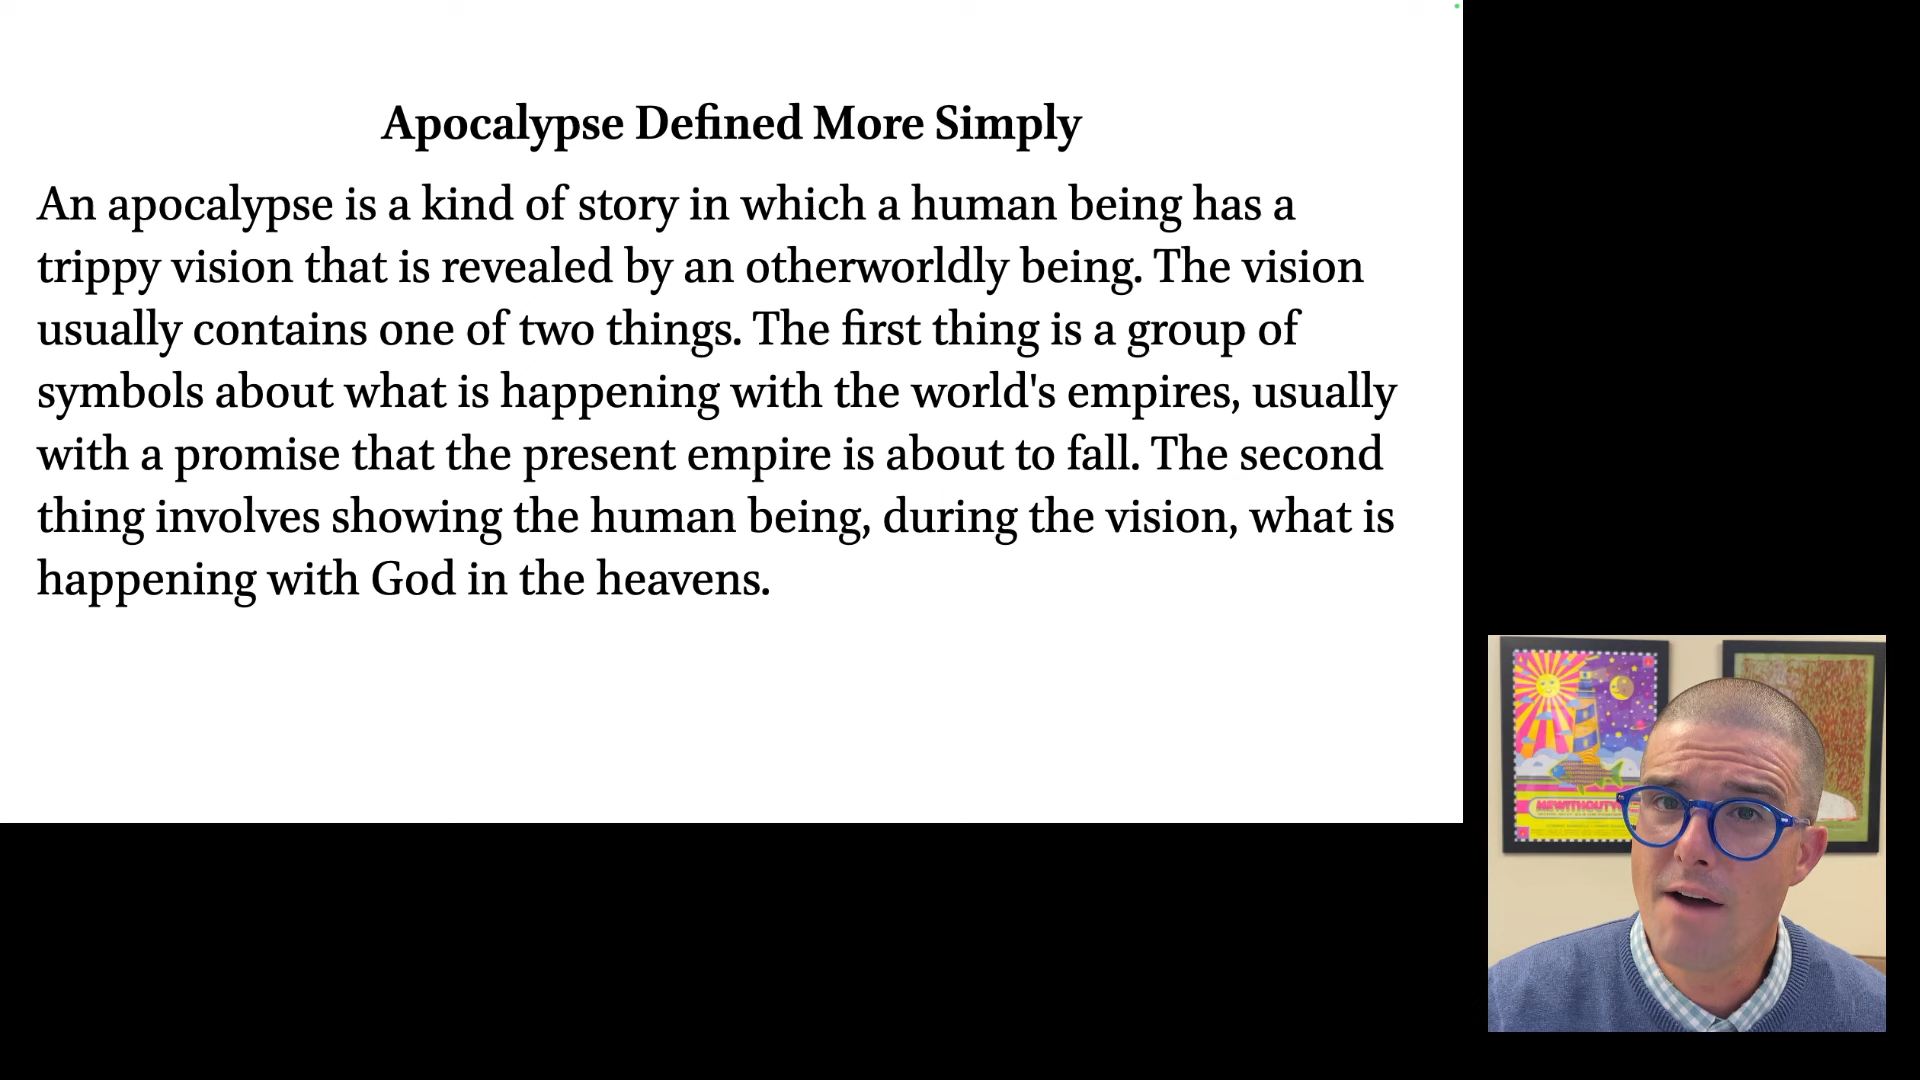 Apocalypse Defined More Simply
An apocalypse is a kind of story in which a human being has a
trippy vision that is revealed by an otherworldly being. The vision
usually contains one of two things. The first thing is a group of
symbols about what is happening with the world's empires, usually
with a promise that the present empire is about to fall. The second
thing involves showing the human being, during the vision, what is
happening with God in the heavens.